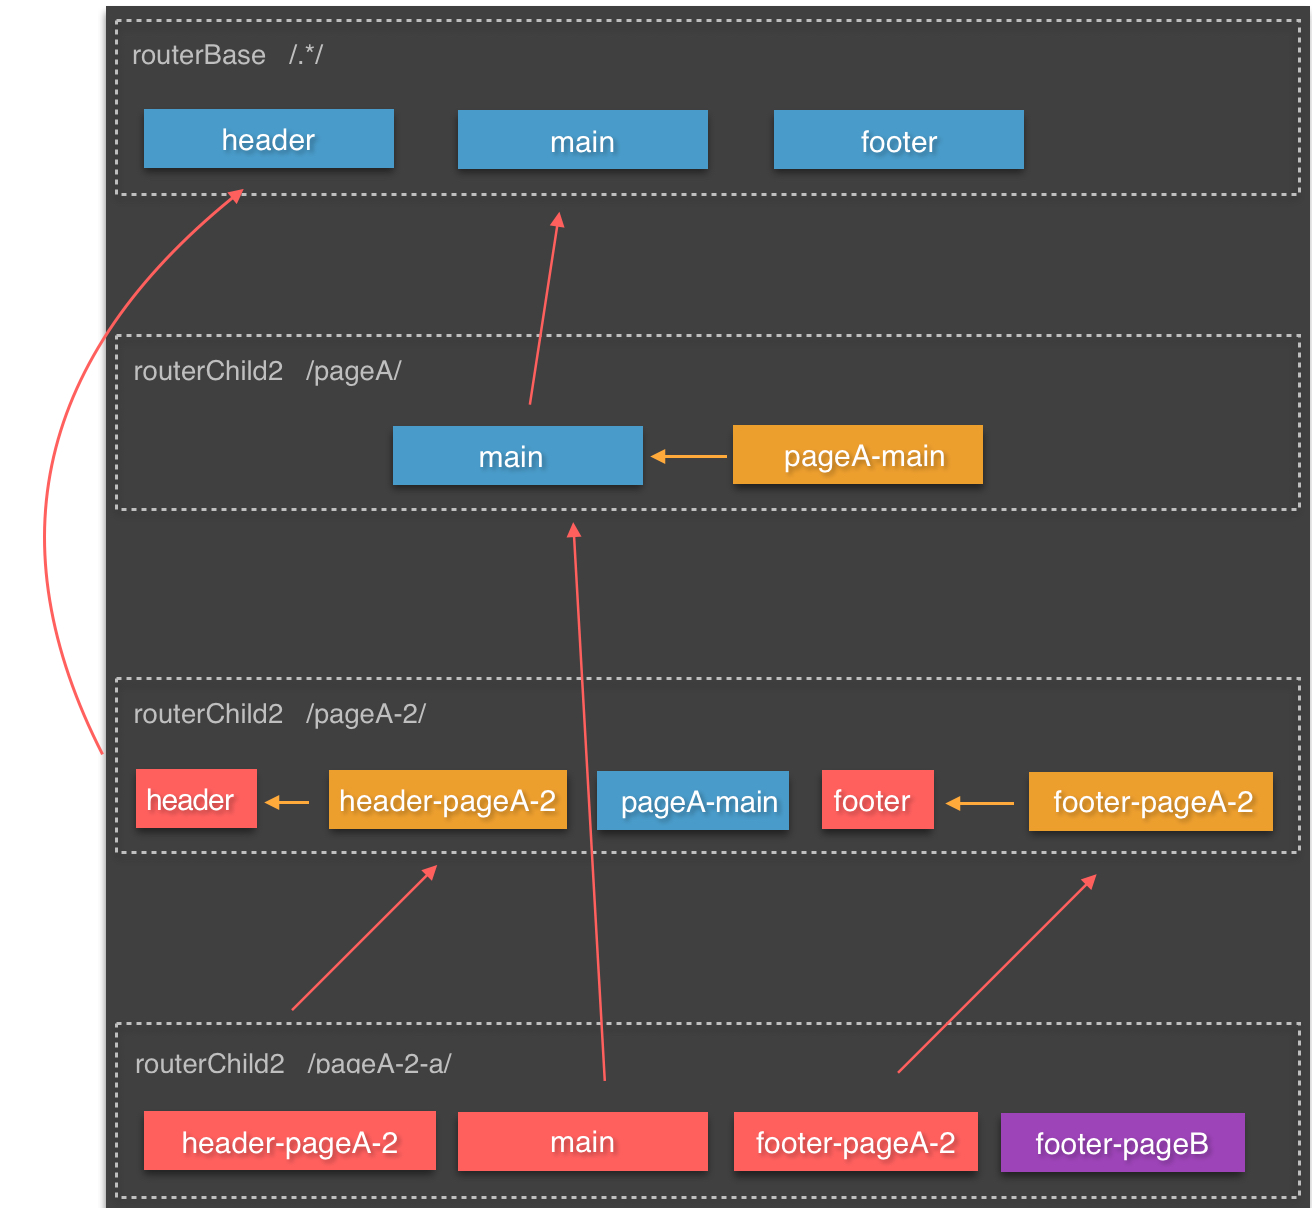 routerBase /.*/
header main footer
routerChild2 /pageA/
main pageA-main
routerChild2 /pageA-2/
header header-pageA-2 pageA-main footer footer-pageA-2
routerChild2 /pageA-2-a/
header-pageA-2 main footer-pageA-2 footer-pageB